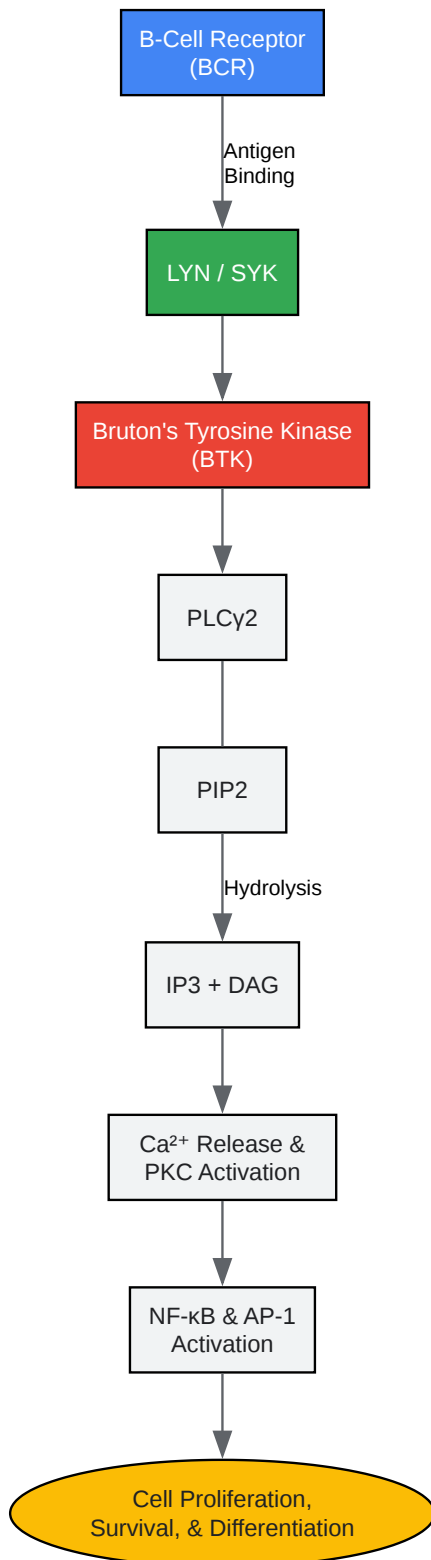 B-Cell Receptor
(BCR)
Antigen
Binding
LYN / SYK
Bruton's Tyrosine Kinase
(BTK)
PLCγ2
PIP2
Hydrolysis
IP3 + DAG
Ca²⁺ Release &
PKC Activation
NF-κB & AP-1
Activation
Cell Proliferation,
Survival, & Differentiation